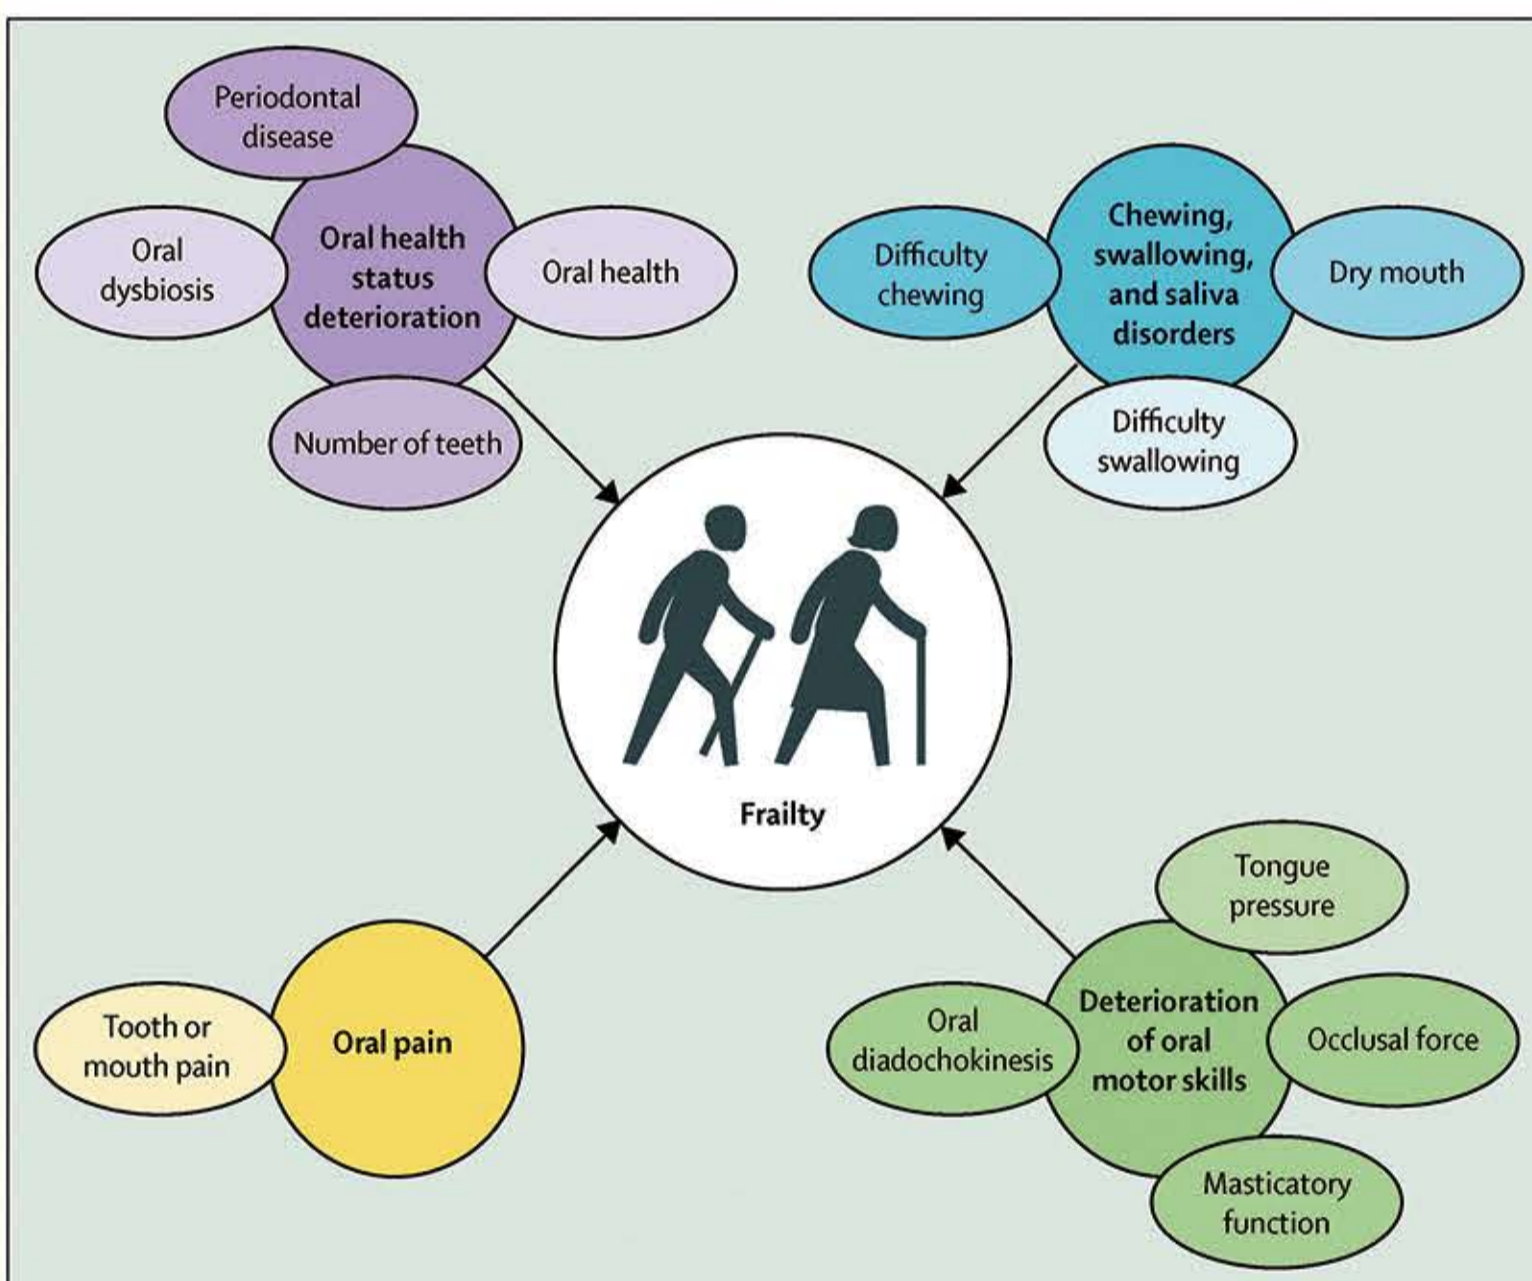 Periodontal
disease
Oral
dysbiosis
Oral health
status
deterioration
Oral health
Number of teeth
Difficulty
chewing
Chewing,
swallowing,
and saliva
disorders
Dry mouth
Difficulty
swallowing
Frailty
Tooth or
mouth pain
Oral pain
Tongue
pressure
Oral
diadochokinesis
Deterioration
of oral
motor skills
Occlusal force
Masticatory
function